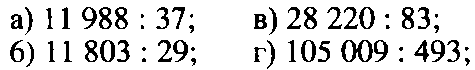 а) 11 988 : 37; в) 28 220 : 83;
б) 11 803 : 29; г) 105 009 : 493;